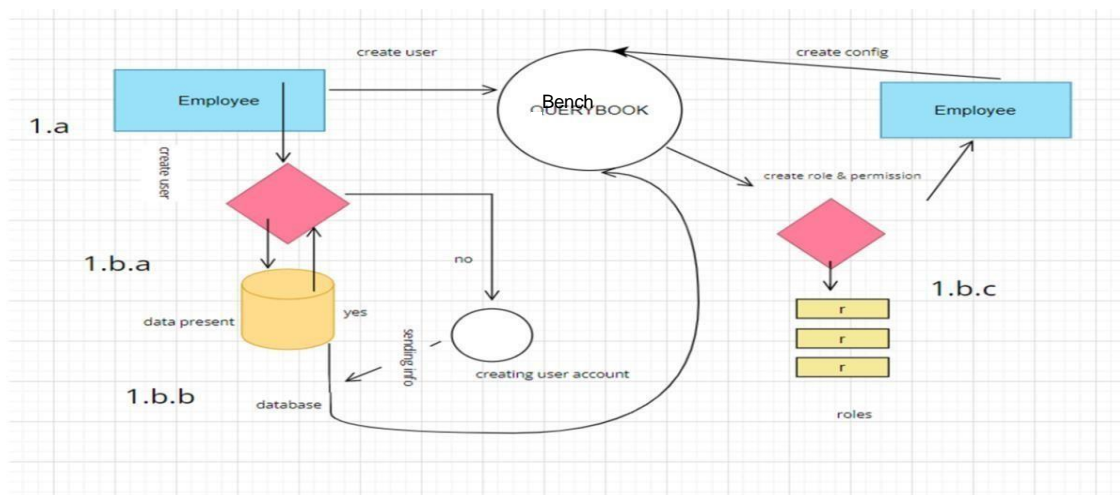 create user
create config
Employee
Bench
QUERYBOOK
Employee
1.a
create user
create role & permission
1.b.a
no
1.b.c
data present
yes
r
sending info
r
r
creating user account
1.b.b
database
roles